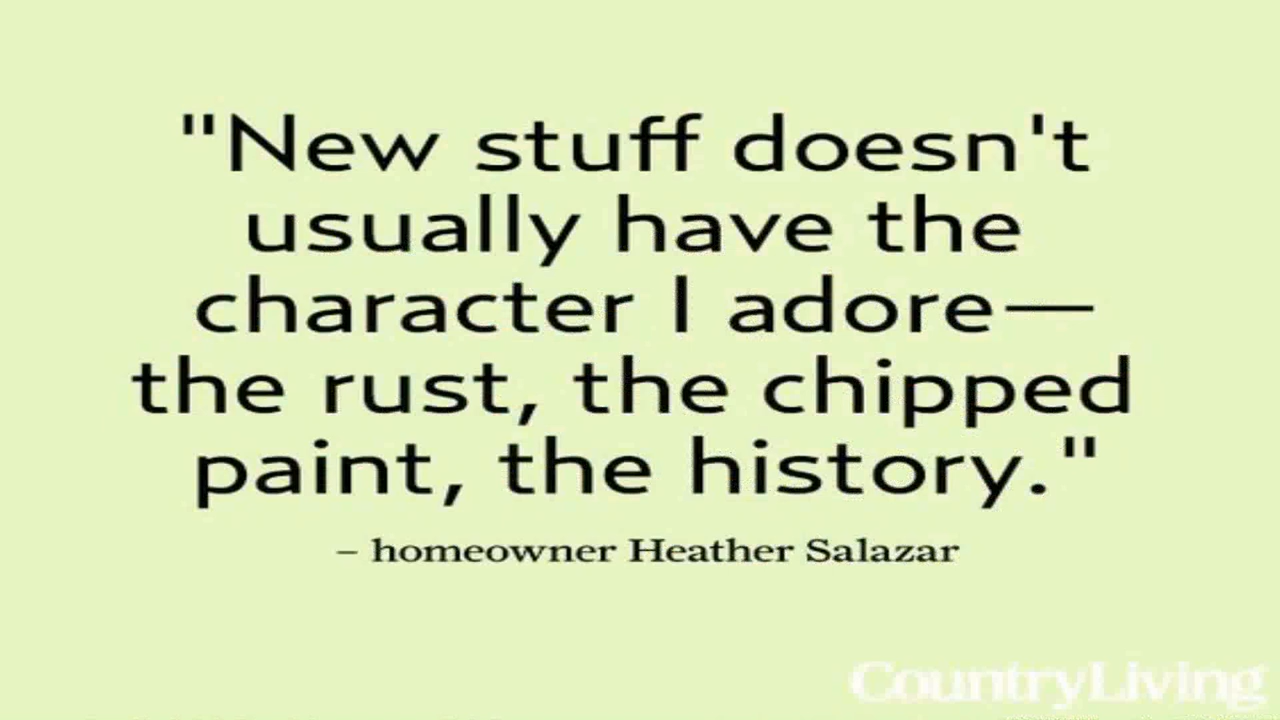 "New stuff doesn't
usually have the
character I adore—
the rust, the chipped
paint, the history."
– homeowner Heather Salazar
CountryLiving